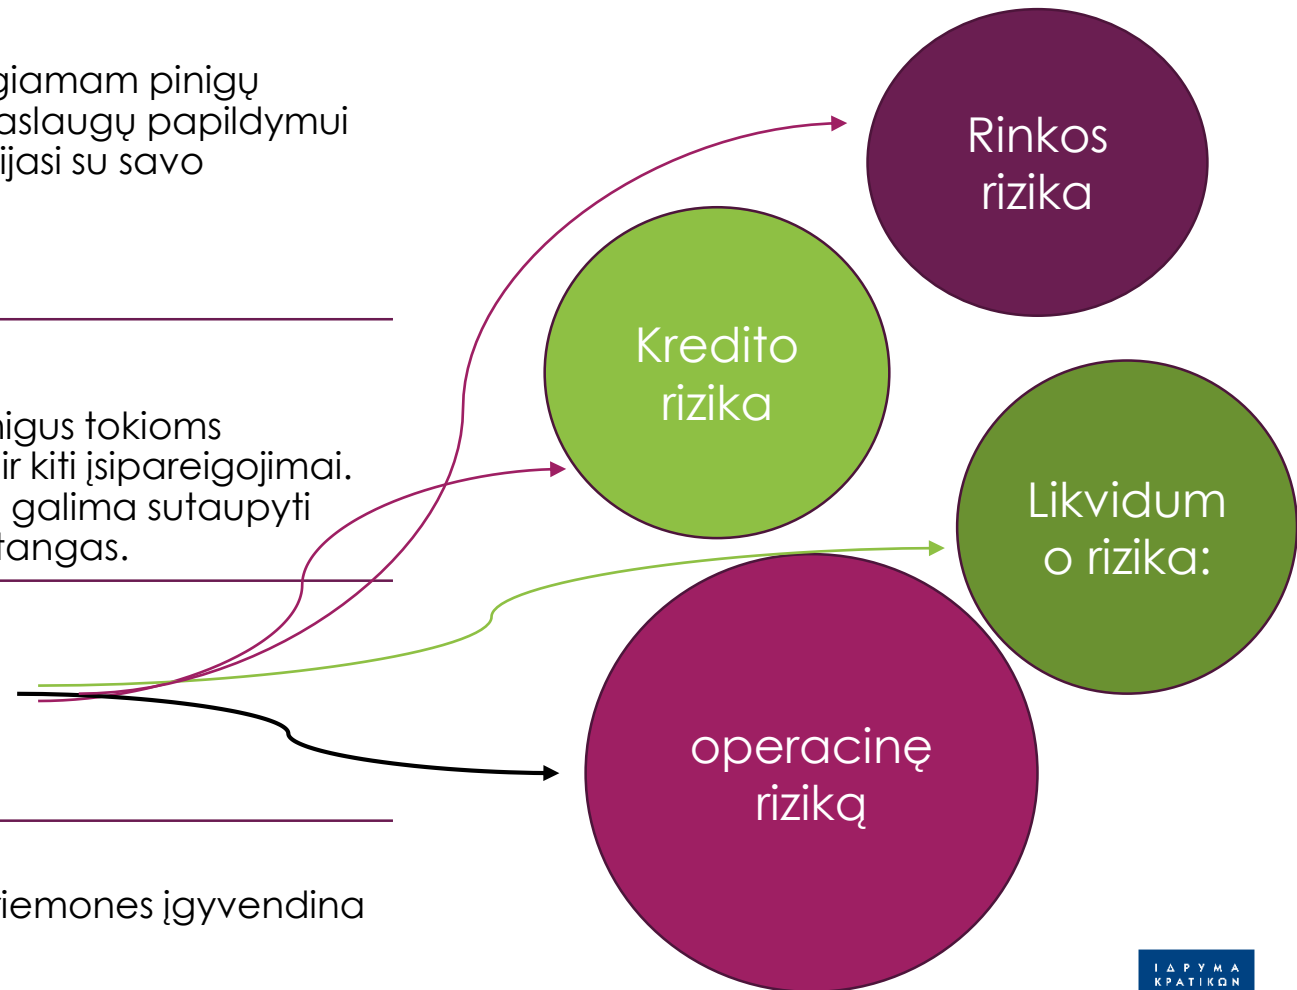 giamam pinigų
aslaugų papildymui
ijasi su savo
nigus tokioms
ir kiti įsipareigojimai.
galima sutaupyti
tangas.
riemones įgyvendina
Rinkos
rizika
Kredito
rizika
Likvidum
o rizika:
operacinę
riziką
ΙΔΡΥΜΑ
ΚΡΑΤΙΚΩΝ